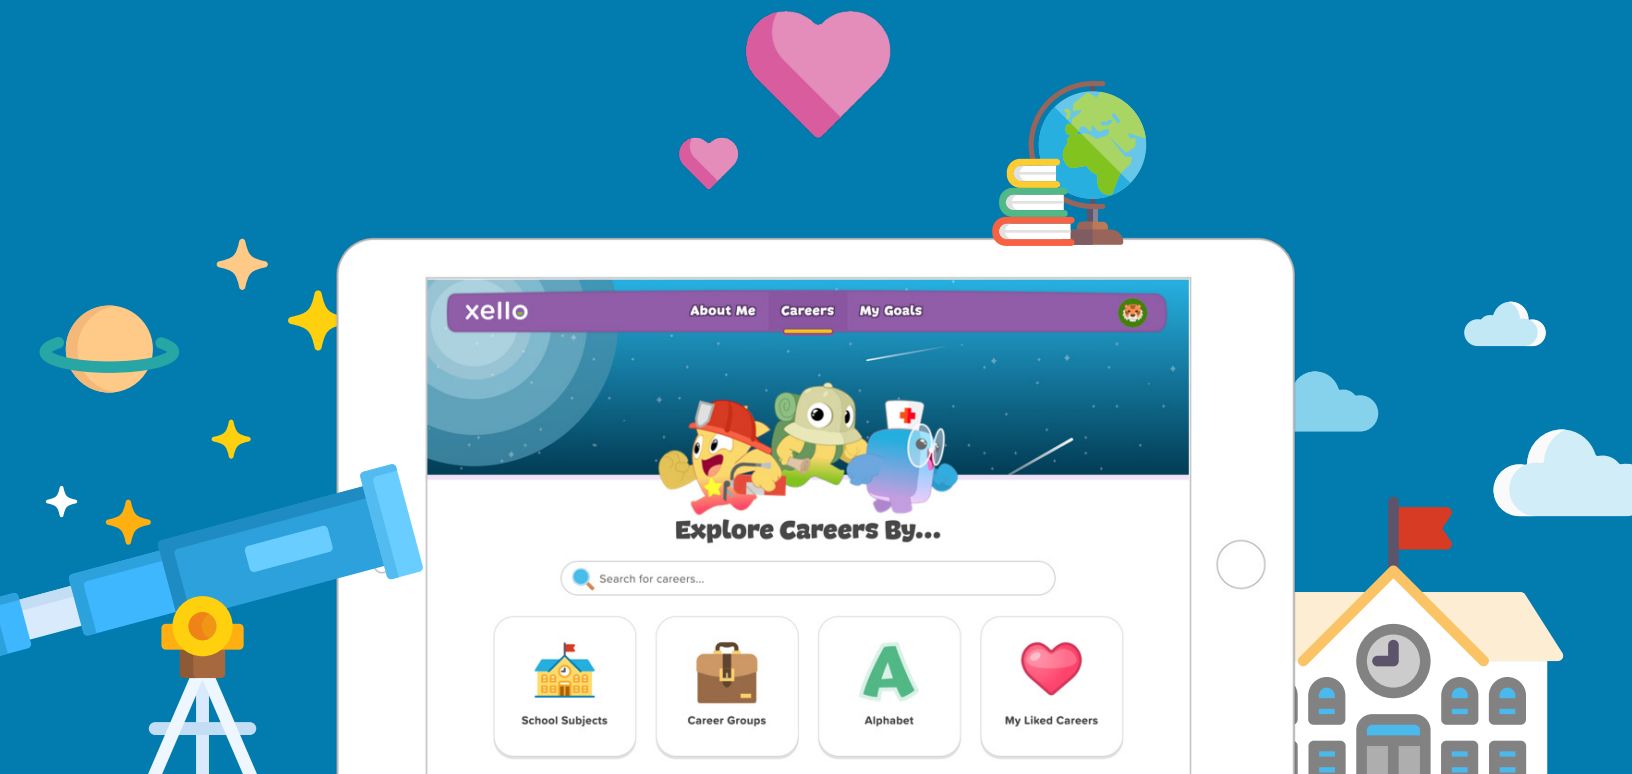 xello
About Me
Careers
My Goals
Explore Careers By...
Search for careers...
School Subjects
Career Groups
A
Alphabet
My Liked Careers